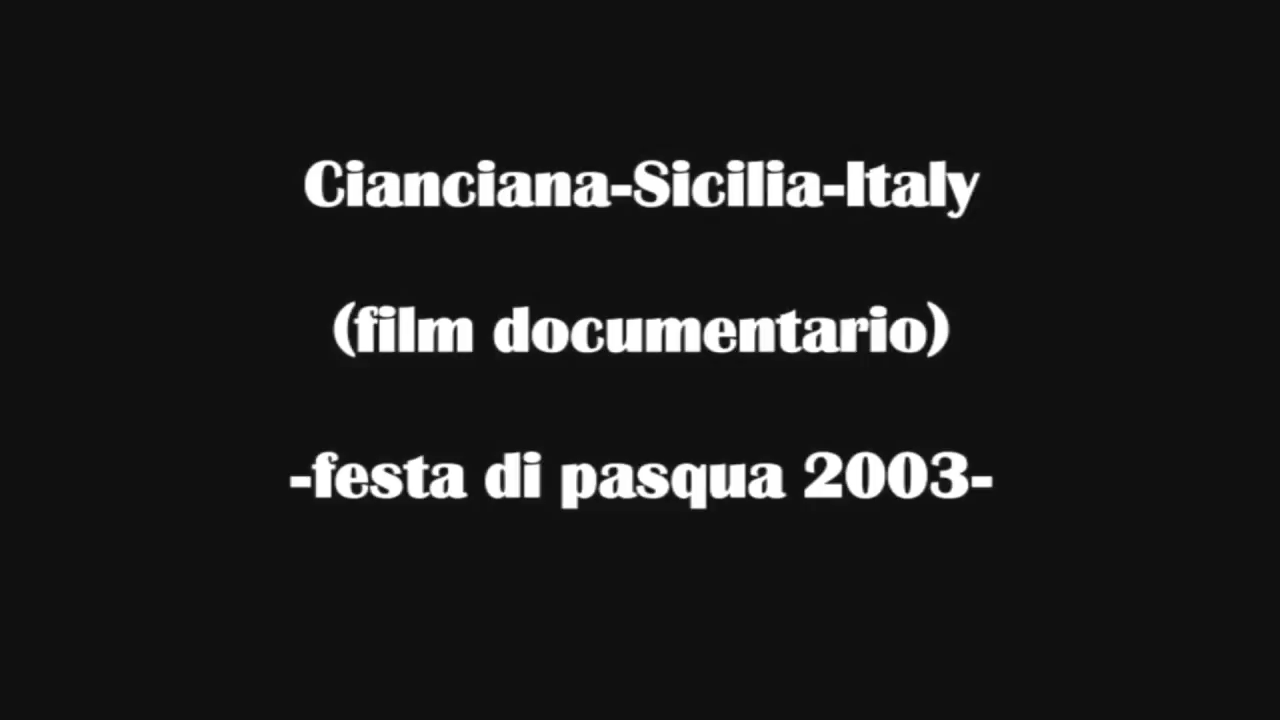 Cianciana-Sicilia-Italy
(film documentario)
-festa di pasqua 2003-